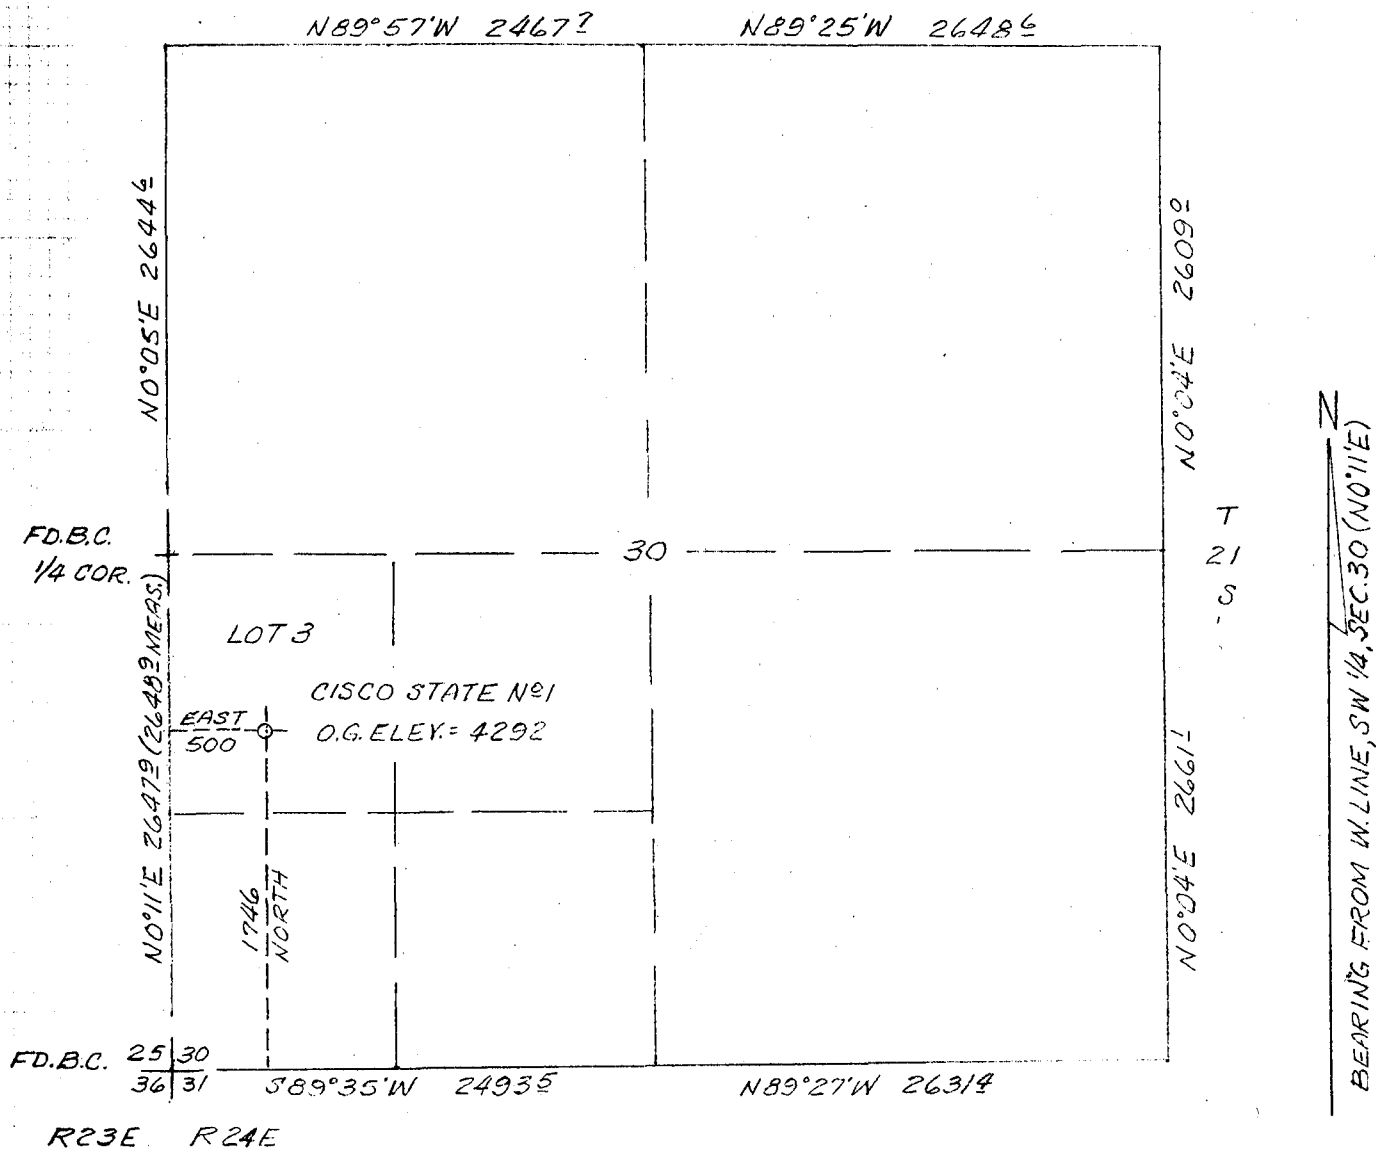 N89°57'W 2467⁷
N89°25'W 2648⁶
N0°05'E 2644⁶
N0°04'E 2609⁰
N
BEARING FROM W. LINE, SW 1/4, SEC. 30 (N0°11'E)
T
21
S
FD.B.C.
1/4 COR.
30
LOT 3
N0°11'E 2647⁹ (2648⁹ MEAS.)
CISCO STATE Nº1
O.G. ELEV. = 4292
EAST
500
N0°04'E 2661¹
1746
NORTH
FD.B.C.
25 30
36 31
S89°35'W 2493⁵
N89°27'W 2631⁴
R23E R24E